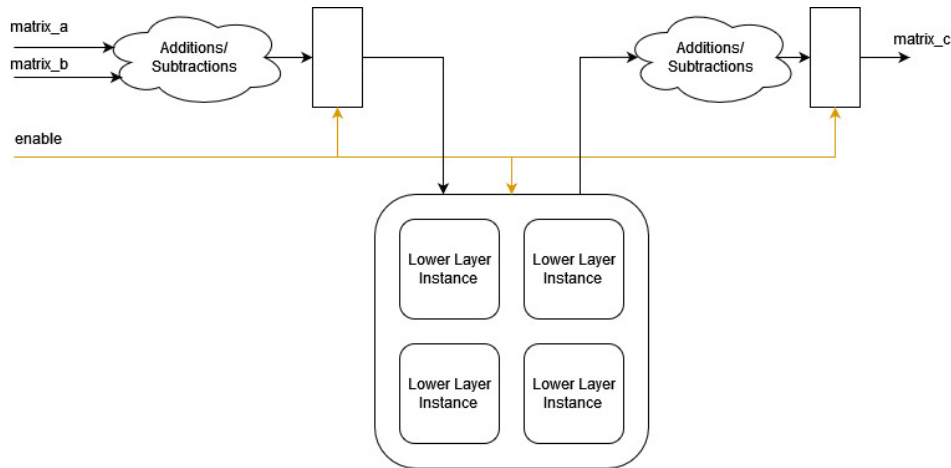 matrix_a
matrix_b
Additions/
Subtractions
Additions/
Subtractions
matrix_c
enable
Lower Layer
Instance
Lower Layer
Instance
Lower Layer
Instance
Lower Layer
Instance